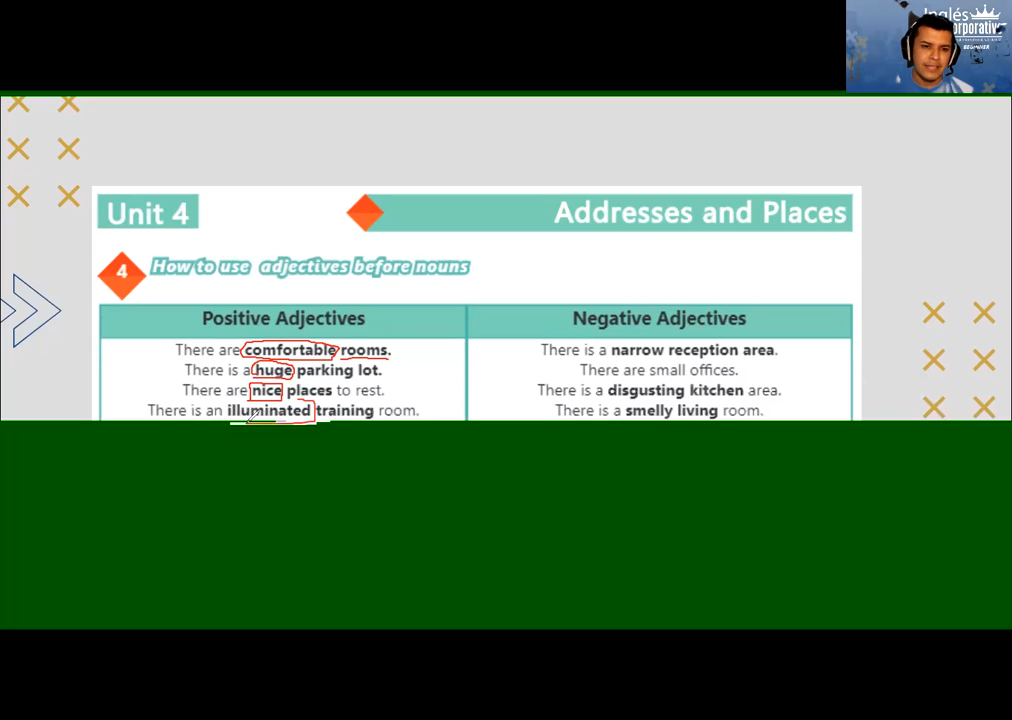 Inglés
Corporativo
BEGINNER
Unit 4
Addresses and Places
4
How to use adjectives before nouns
Positive Adjectives
Negative Adjectives
There are comfortable rooms.
There is a narrow reception area.
There is a huge parking lot.
There are small offices.
There are nice places to rest.
There is a disgusting kitchen area.
There is an illuminated training room.
There is a smelly living room.